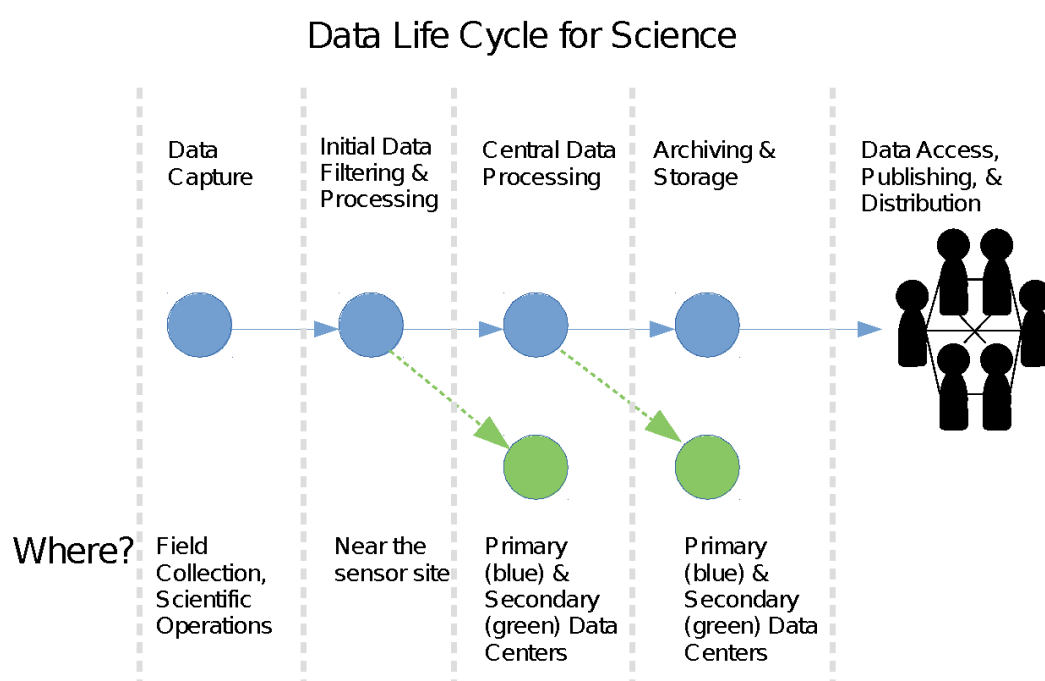 Data Life Cycle for Science
Data
Capture
Initial Data
Filtering &
Processing
Central Data
Processing
Archiving &
Storage
Data Access,
Publishing, &
Distribution
Where?
Field
Collection,
Scientific
Operations
Near the
sensor site
Primary
(blue) &
Secondary
(green) Data
Centers
Primary
(blue) &
Secondary
(green) Data
Centers